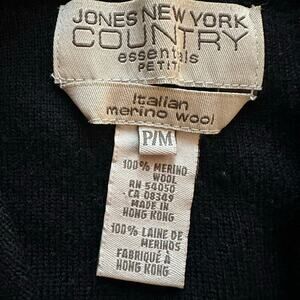 JONES NEW YORK
COUNTRY
essentials
PETITE
Italian
merino wool
P/M
100% MERINO
WOOL
RN 54050
CA 08349
MADE IN
HONG KONG
100% LAINE DE
MERINOS
FABRIQUÉ À
HONG KONG